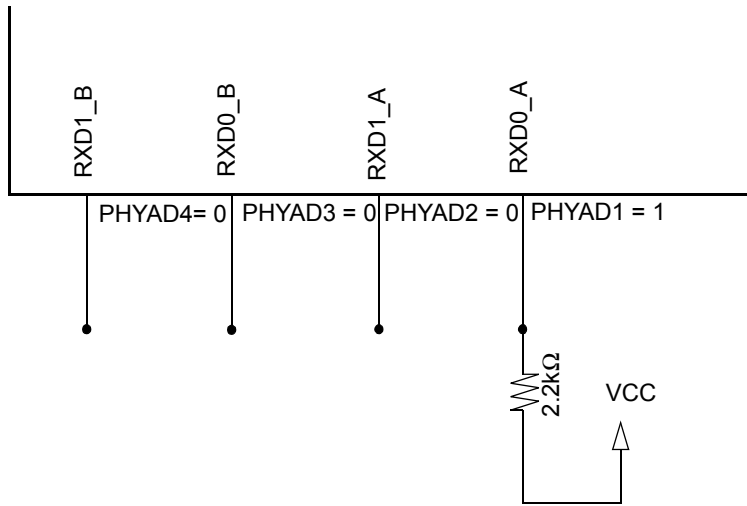 RXD1_B
RXD0_B
RXD1_A
RXD0_A
PHYAD4= 0
PHYAD3 = 0
PHYAD2 = 0
PHYAD1 = 1
2.2kΩ
VCC